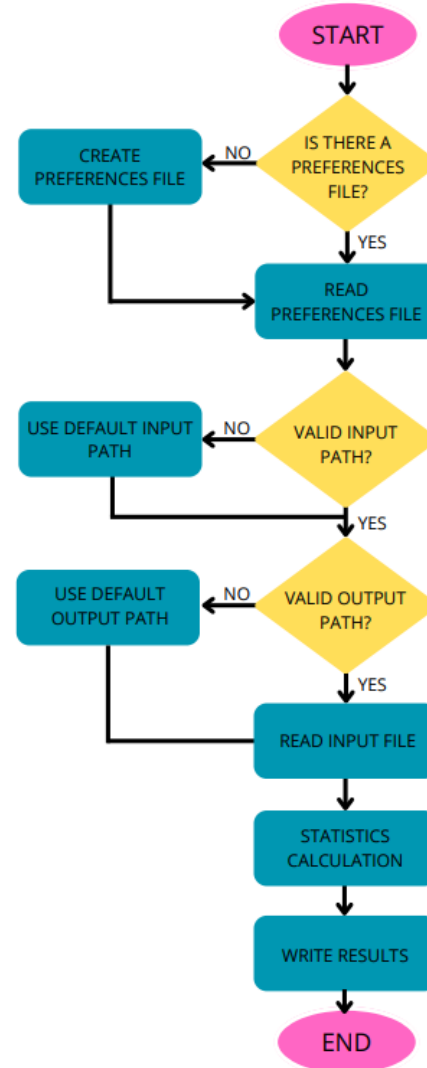 START
IS THERE A
PREFERENCES
FILE?
NO
CREATE
PREFERENCES FILE
YES
READ
PREFERENCES FILE
VALID INPUT
PATH?
NO
USE DEFAULT INPUT
PATH
YES
VALID OUTPUT
PATH?
NO
USE DEFAULT
OUTPUT PATH
YES
READ INPUT FILE
STATISTICS
CALCULATION
WRITE RESULTS
END